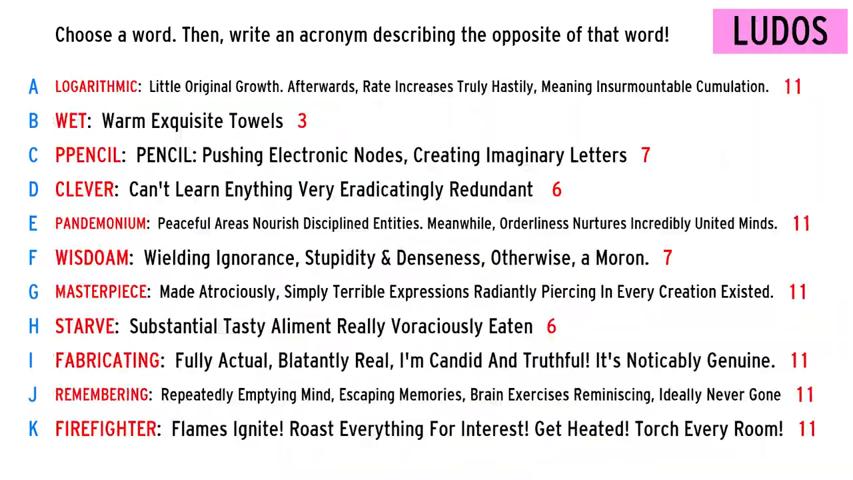 Choose a word. Then, write an acronym describing the opposite of that word!
LUDOS
A LOGARITHMIC: Little Original Growth. Afterwards, Rate Increases Truly Hastily, Meaning Insurmountable Cumulation. 11
B WET: Warm Exquisite Towels 3
C PPENCIL: PENCIL: Pushing Electronic Nodes, Creating Imaginary Letters 7
D CLEVER: Can't Learn Enything Very Eradicatingly Redundant 6
E PANDEMONIUM: Peaceful Areas Nourish Disciplined Entities. Meanwhile, Orderliness Nurtures Incredibly United Minds. 11
F WISDOAM: Wielding Ignorance, Stupidity & Denseness, Otherwise, a Moron. 7
G MASTERPIECE: Made Atrociously, Simply Terrible Expressions Radiantly Piercing In Every Creation Existed. 11
H STARVE: Substantial Tasty Aliment Really Voraciously Eaten 6
I FABRICATING: Fully Actual, Blatantly Real, I'm Candid And Truthful! It's Noticably Genuine. 11
J REMEMBERING: Repeatedly Emptying Mind, Escaping Memories, Brain Exercises Reminiscing, Ideally Never Gone 11
K FIREFIGHTER: Flames Ignite! Roast Everything For Interest! Get Heated! Torch Every Room! 11